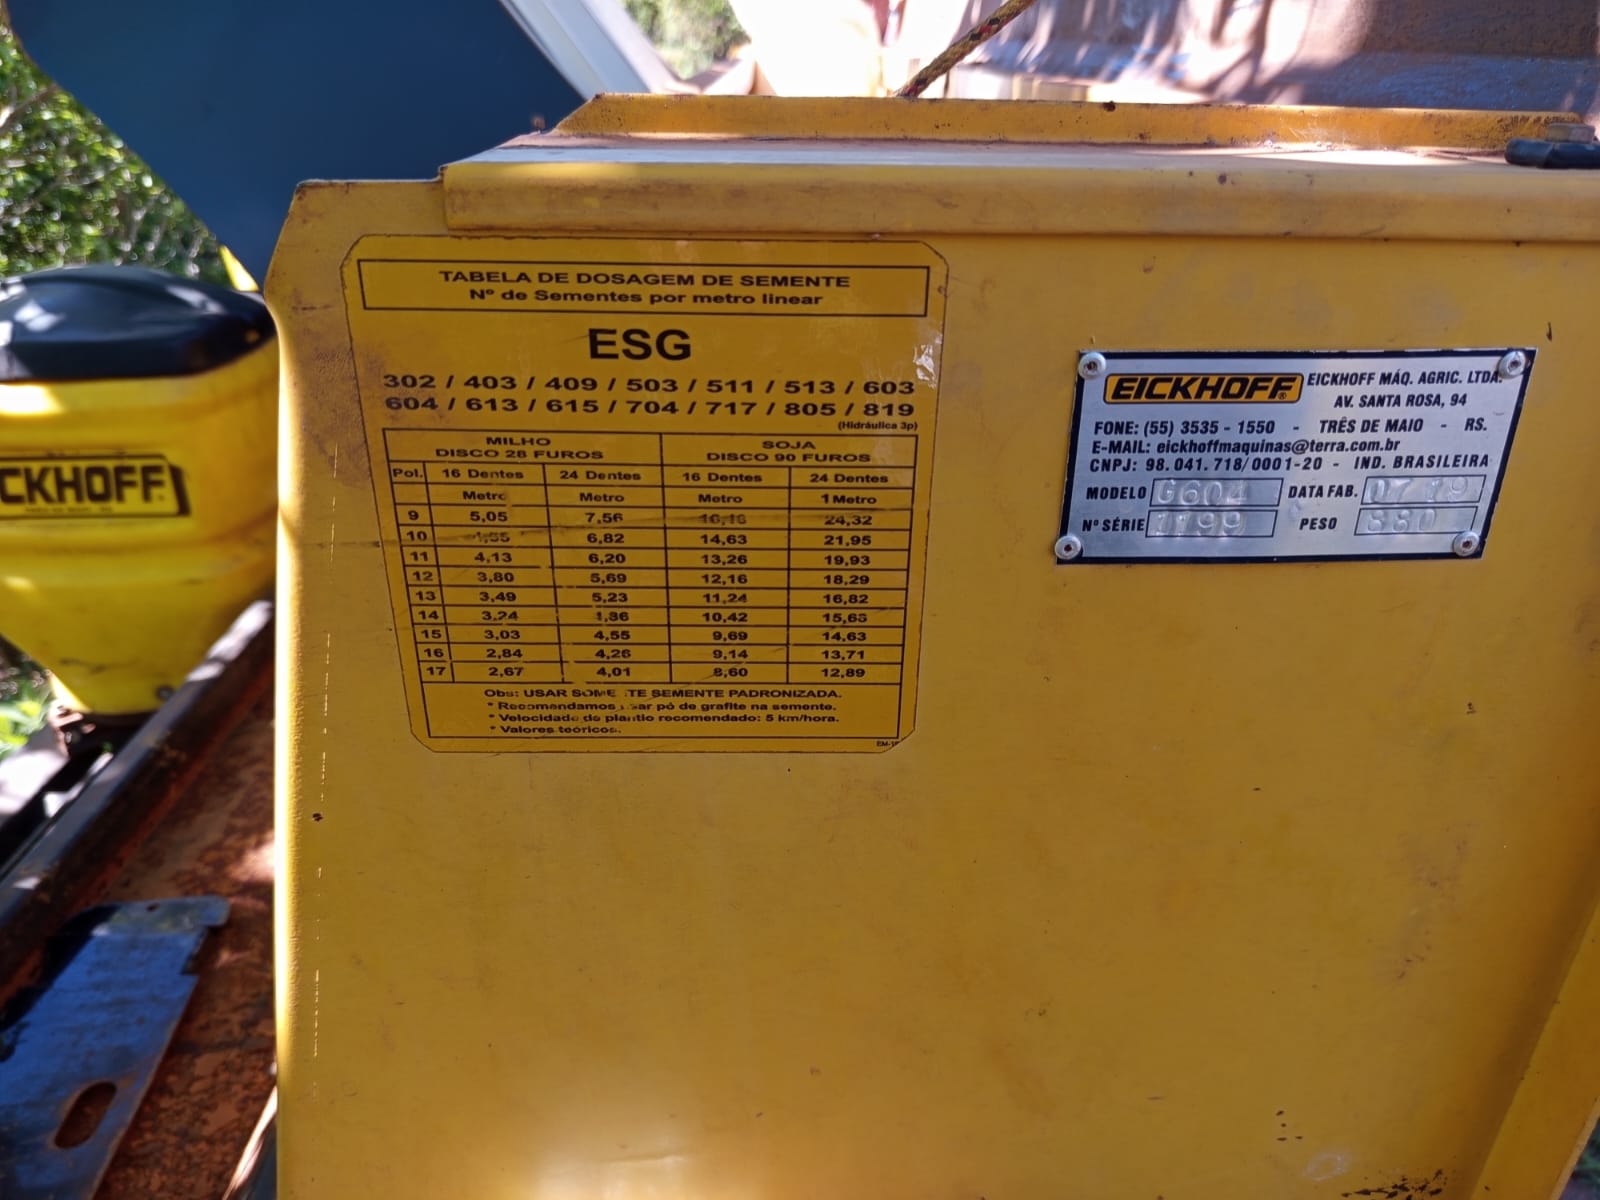 TABELA DE DOSAGEM DE SEMENTE
Nº de Sementes por metro linear
ESG
302 / 403 / 409 / 503 / 511 / 513 / 603
604 / 613 / 615 / 704 / 717 / 805 / 819
(Hidráulica 3p)
MILHO SOJA
DISCO 28 FUROS DISCO 90 FUROS
Pol. 16 Dentes 24 Dentes 16 Dentes 24 Dentes
Metro Metro Metro 1 Metro
9 5,05 7,56 24,32
10 6,82 14,63 21,95
11 4,13 6,20 13,26 19,93
12 3,80 5,69 12,16 18,29
13 3,49 5,23 11,24 16,82
14 3,24 10,42
15 3,03 4,55 9,69 14,63
16 2,84 4,26 9,14 13,71
17 2,67 4,01 8,60 12,89
Obs: USAR SEMENTE PADRONIZADA.
* Recomendamos pó de grafite na semente.
* Velocidade de plantio recomendado: 5 km/hora.
* Valores teóricos.
EICKHOFF EICKHOFF MÁQ. AGRIC. LTDA.
AV. SANTA ROSA, 94
FONE: (55) 3535 - 1550 - TRÊS DE MAIO - RS.
E-MAIL: eickhoffmaquinas@terra.com.br
CNPJ: 98.041.718/0001-20 - IND. BRASILEIRA
MODELO G604 DATA FAB. 07 19
Nº SÉRIE 1199 PESO 880
CKHOFF